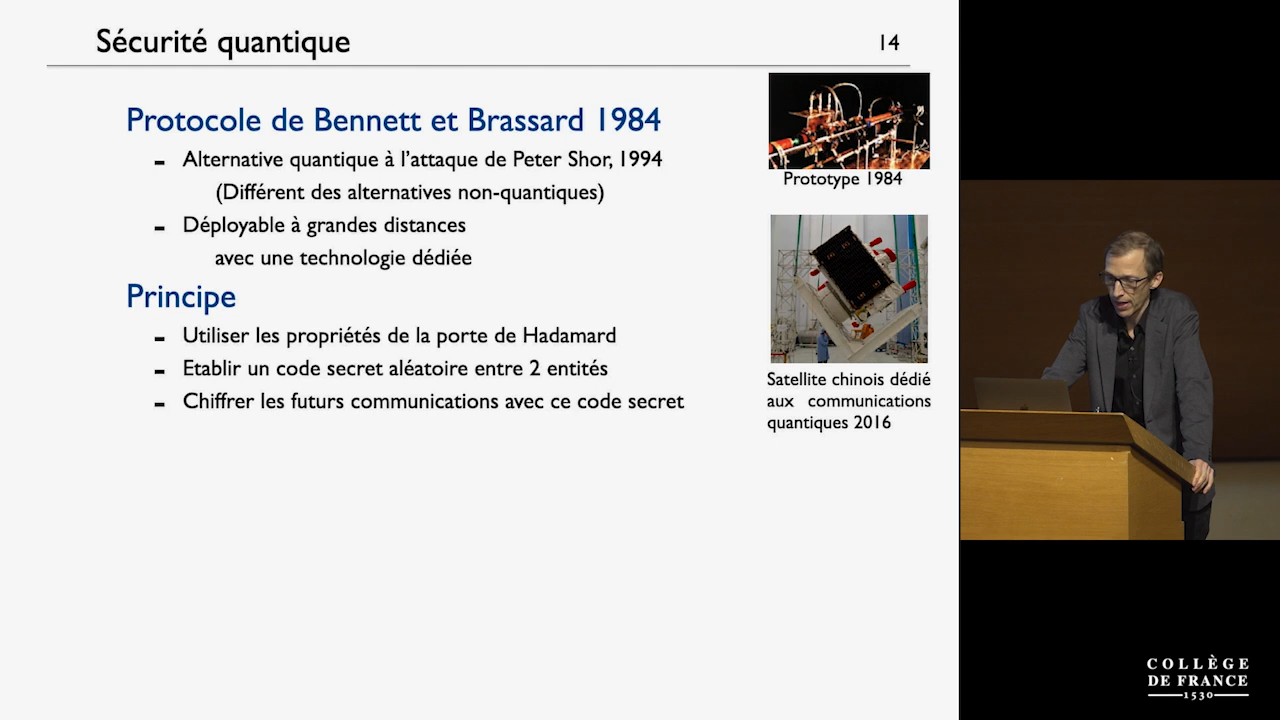 Sécurité quantique
14
Protocole de Bennett et Brassard 1984
- Alternative quantique à l'attaque de Peter Shor, 1994
(Différent des alternatives non-quantiques)
- Déployable à grandes distances
avec une technologie dédiée
Principe
- Utiliser les propriétés de la porte de Hadamard
- Etablir un code secret aléatoire entre 2 entités
- Chiffrer les futurs communications avec ce code secret
Prototype 1984
Satellite chinois dédié
aux communications
quantiques 2016
COLLÈGE
DE FRANCE
1530